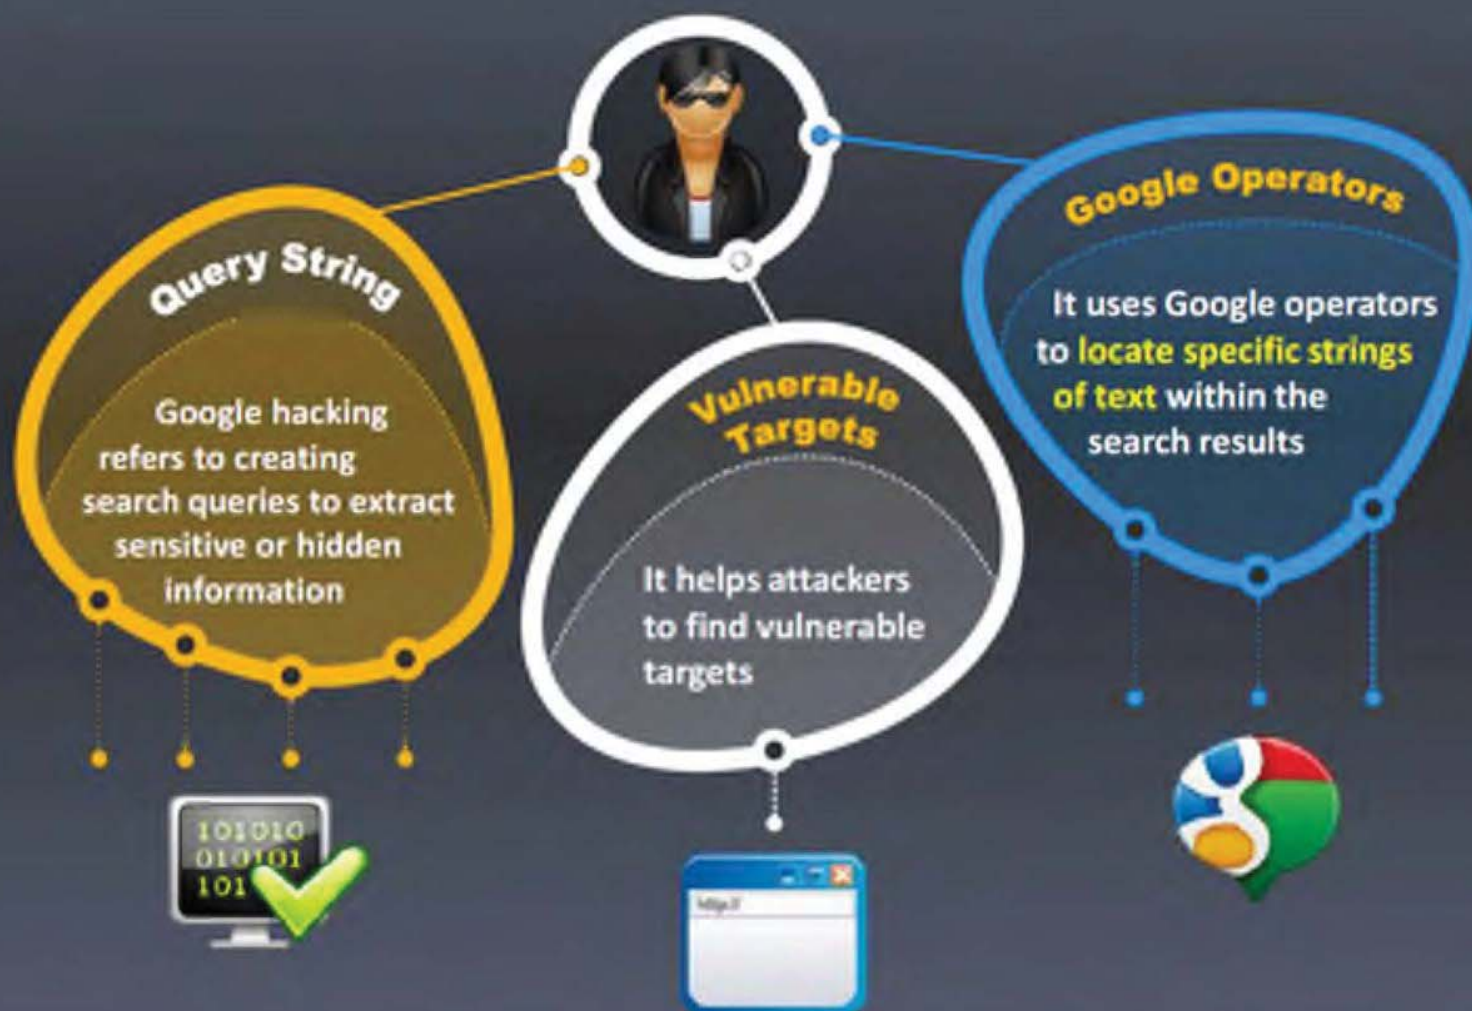 Query String
Google hacking
refers to creating
search queries to extract
sensitive or hidden
information
101010
010101
101
Vulnerable
Targets
It helps attackers
to find vulnerable
targets
Google Operators
It uses Google operators
to locate specific strings
of text within the
search results